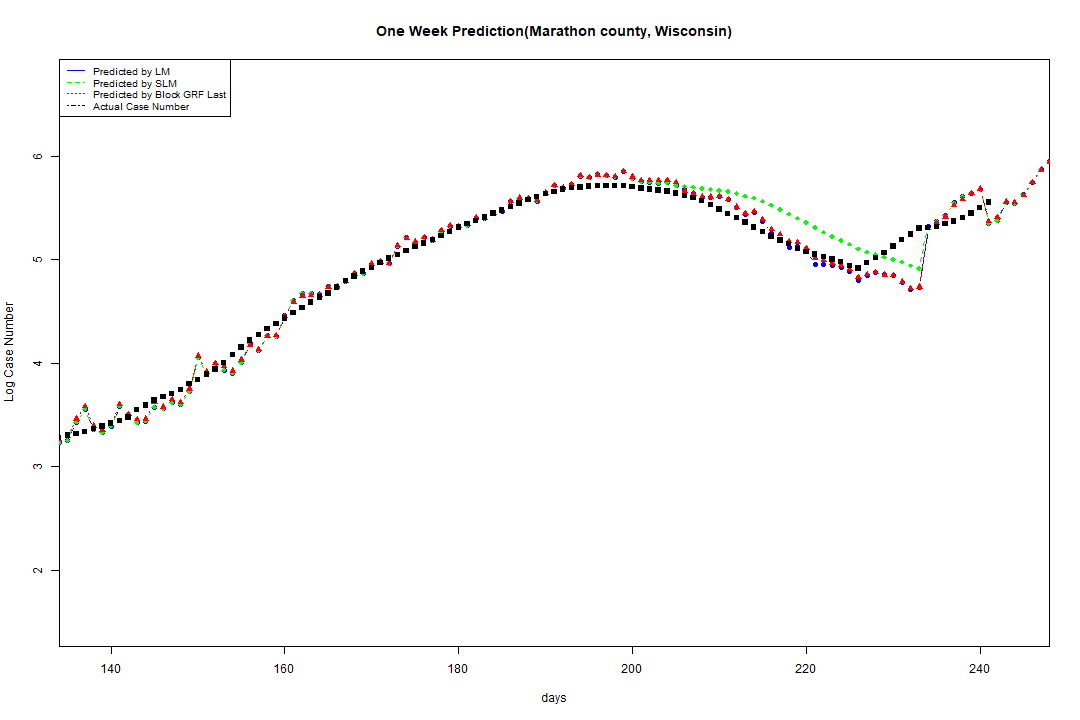 One Week Prediction(Marathon county, Wisconsin)
Predicted by LM
Predicted by SLM
Predicted by Block GRF Last
Actual Case Number
6
5
4
3
2
Log Case Number
140 160 180 200 220 240
days